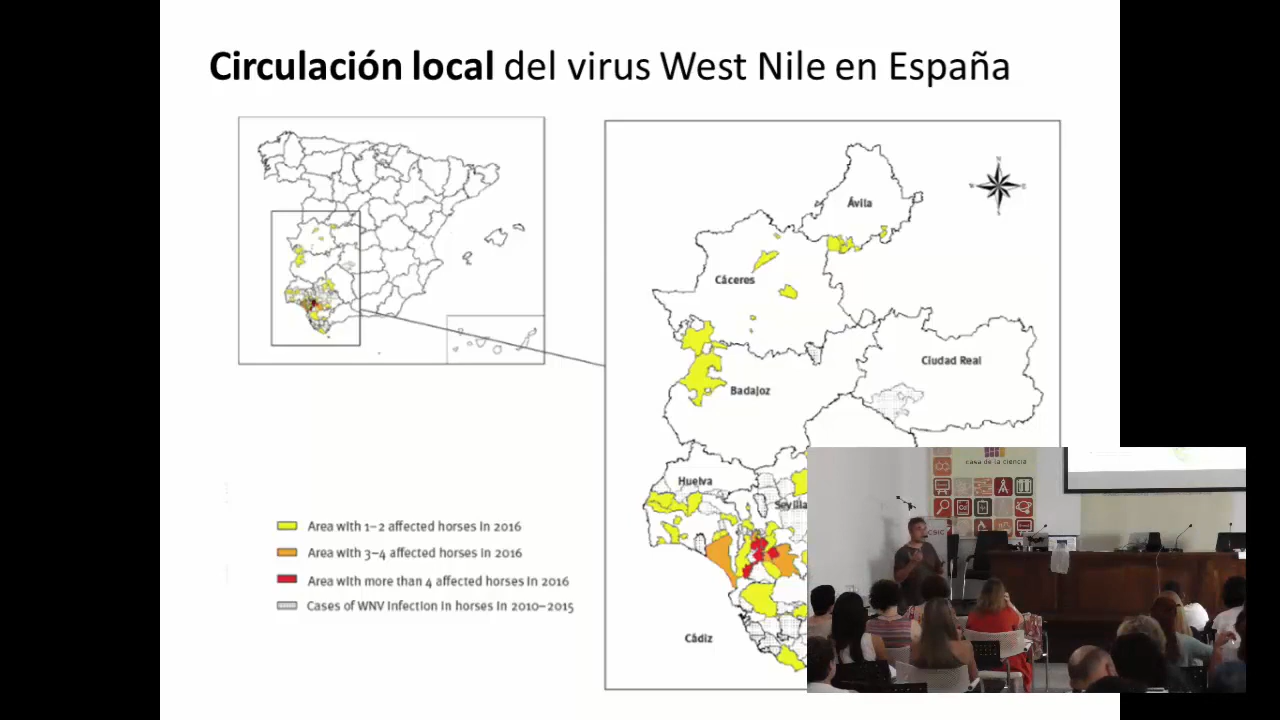 Circulación local del virus West Nile en España
N
Ávila
Cáceres
Ciudad Real
Badajoz
Huelva
Sevilla
Cádiz
Area with 1–2 affected horses in 2016
Area with 3–4 affected horses in 2016
Area with more than 4 affected horses in 2016
Cases of WNV infection in horses in 2010–2015
casa de la ciencia
CSIC